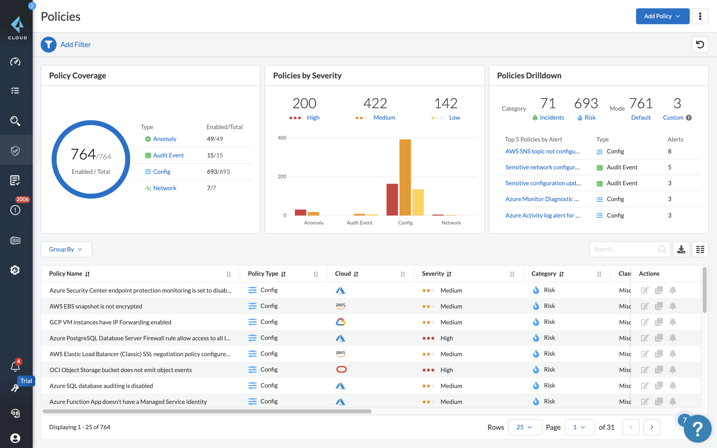 Policies
Add Policy
CLOUD
Add Filter
Policy Coverage
764/764
Enabled / Total
Type Enabled/Total
Anomaly 49/49
Audit Event 15/15
Config 693/693
Network 7/7
Policies by Severity
200 422 142
High Medium Low
400
200
0
Anomaly Audit Event Config Network
Policies Drilldown
Category 71 693 Mode 761 3
Incidents Risk Default Custom
Top 5 Policies by Alert Type Alerts
AWS SNS topic not configu... Config 8
Sensitive network configur... Audit Event 5
Sensitive configuration upd... Audit Event 3
Azure Monitor Diagnostic ... Config 3
Azure Activity log alert for ... Config 3
2006
Group By
Search...
Policy Name Policy Type Cloud Severity Category Class Actions
Azure Security Center endpoint protection monitoring is set to disab... Config Medium Risk Misc
AWS EBS snapshot is not encrypted Config aws Medium Risk Misc
GCP VM instances have IP Forwarding enabled Config Medium Risk Misc
Azure PostgreSQL Database Server Firewall rule allow access to all I... Config High Risk Misc
AWS Elastic Load Balancer (Classic) SSL negotiation policy configure... Config aws Medium Risk Misc
OCI Object Storage bucket does not emit object events Config High Risk Misc
Azure SQL database auditing is disabled Config Medium Risk Misc
Azure Function App doesn't have a Managed Service Identity Config Medium Risk Misc
4
Trial
Displaying 1 - 25 of 764
Rows 25 Page 1 of 31
7
?